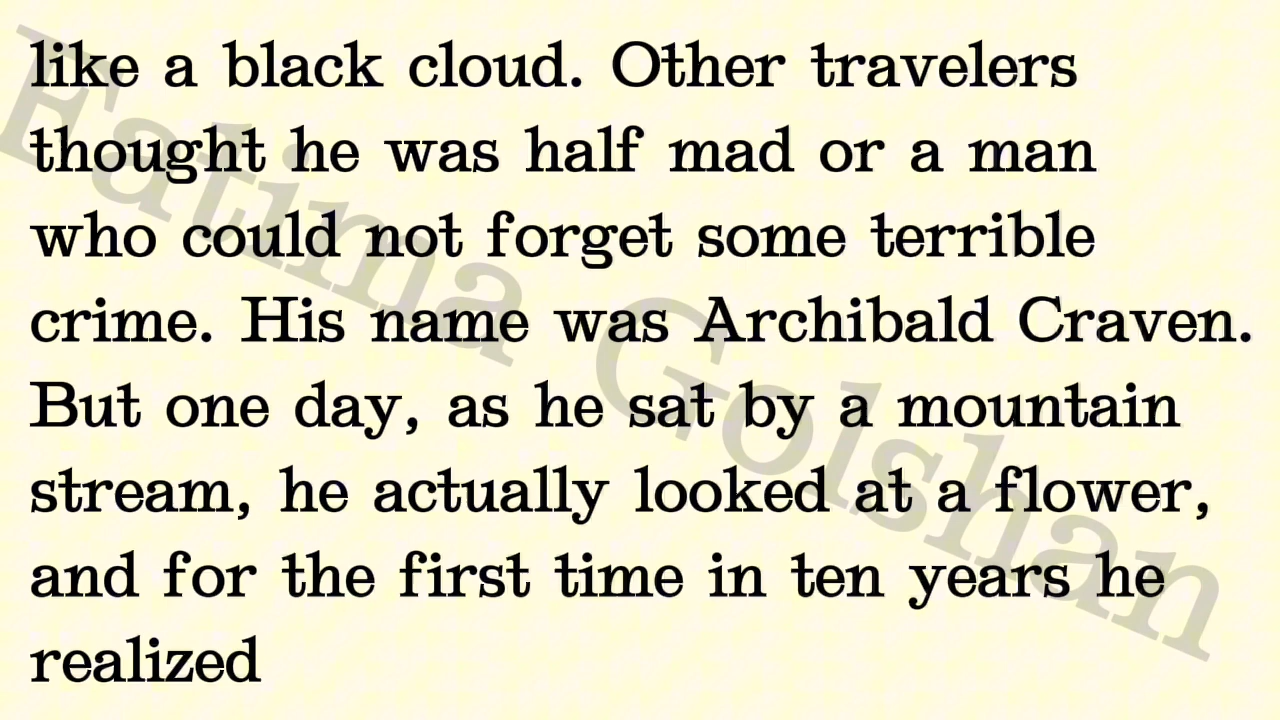 like a black cloud. Other travelers
thought he was half mad or a man
who could not forget some terrible
crime. His name was Archibald Craven.
But one day, as he sat by a mountain
stream, he actually looked at a flower,
and for the first time in ten years he
realized
Fatima Golshan